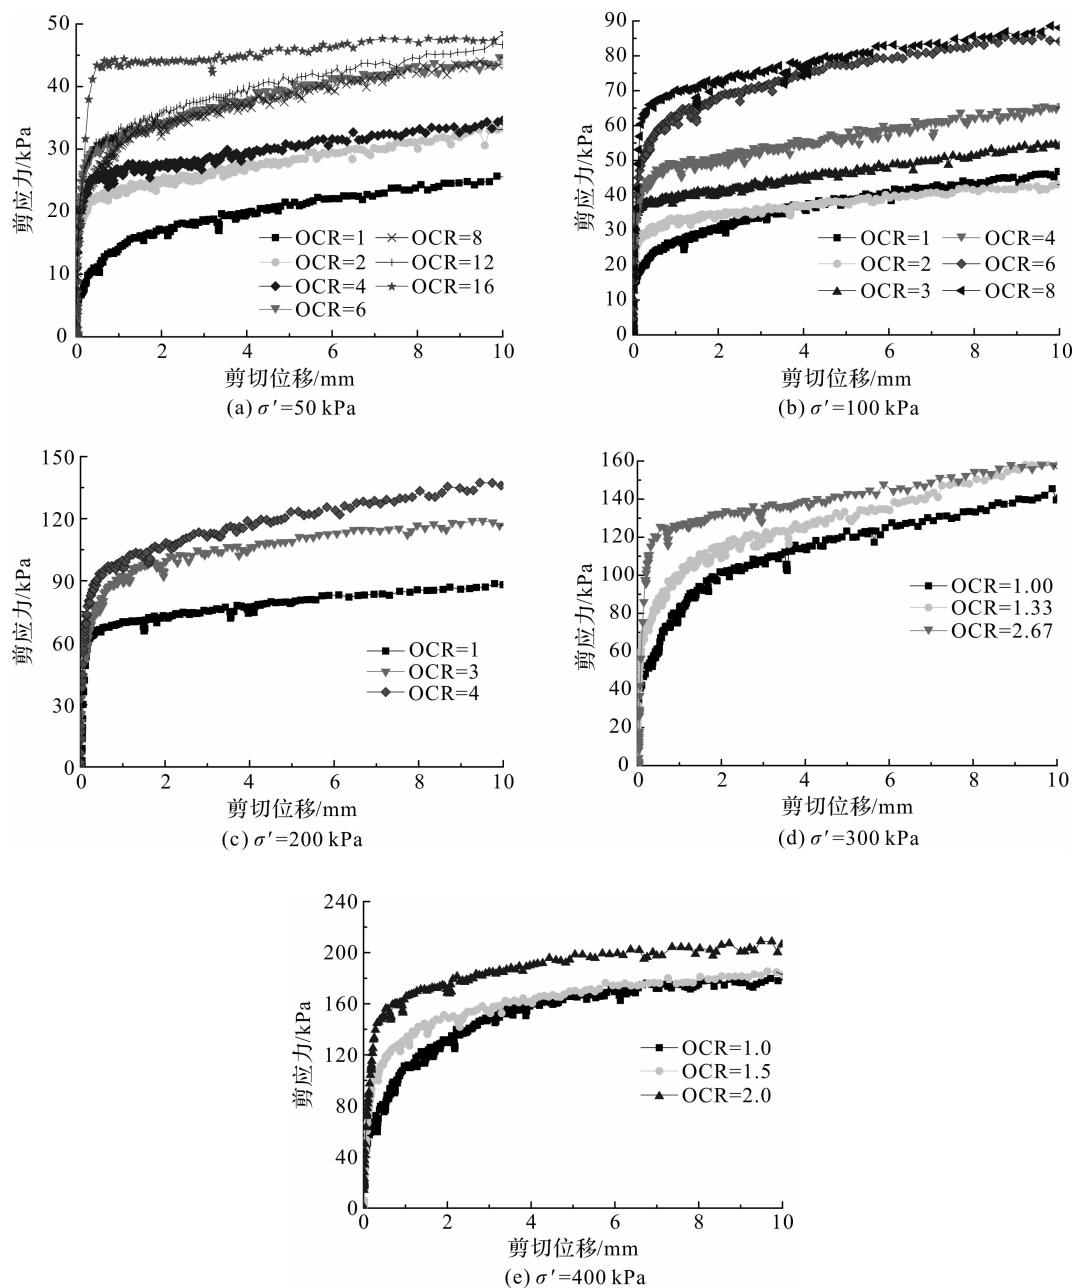 50
40
30
20
10
0
剪应力/kPa
OCR=1 OCR=8
OCR=2 OCR=12
OCR=4 OCR=16
OCR=6
0 2 4 6 8 10
剪切位移/mm
(a) σ′=50 kPa
90
80
70
60
50
40
30
20
10
0
剪应力/kPa
OCR=1 OCR=4
OCR=2 OCR=6
OCR=3 OCR=8
0 2 4 6 8 10
剪切位移/mm
(b) σ′=100 kPa
150
120
90
60
30
0
剪应力/kPa
OCR=1
OCR=3
OCR=4
0 2 4 6 8 10
剪切位移/mm
(c) σ′=200 kPa
160
140
120
100
80
60
40
20
0
剪应力/kPa
OCR=1.00
OCR=1.33
OCR=2.67
0 2 4 6 8 10
剪切位移/mm
(d) σ′=300 kPa
240
200
160
120
80
40
0
剪应力/kPa
OCR=1.0
OCR=1.5
OCR=2.0
0 2 4 6 8 10
剪切位移/mm
(e) σ′=400 kPa